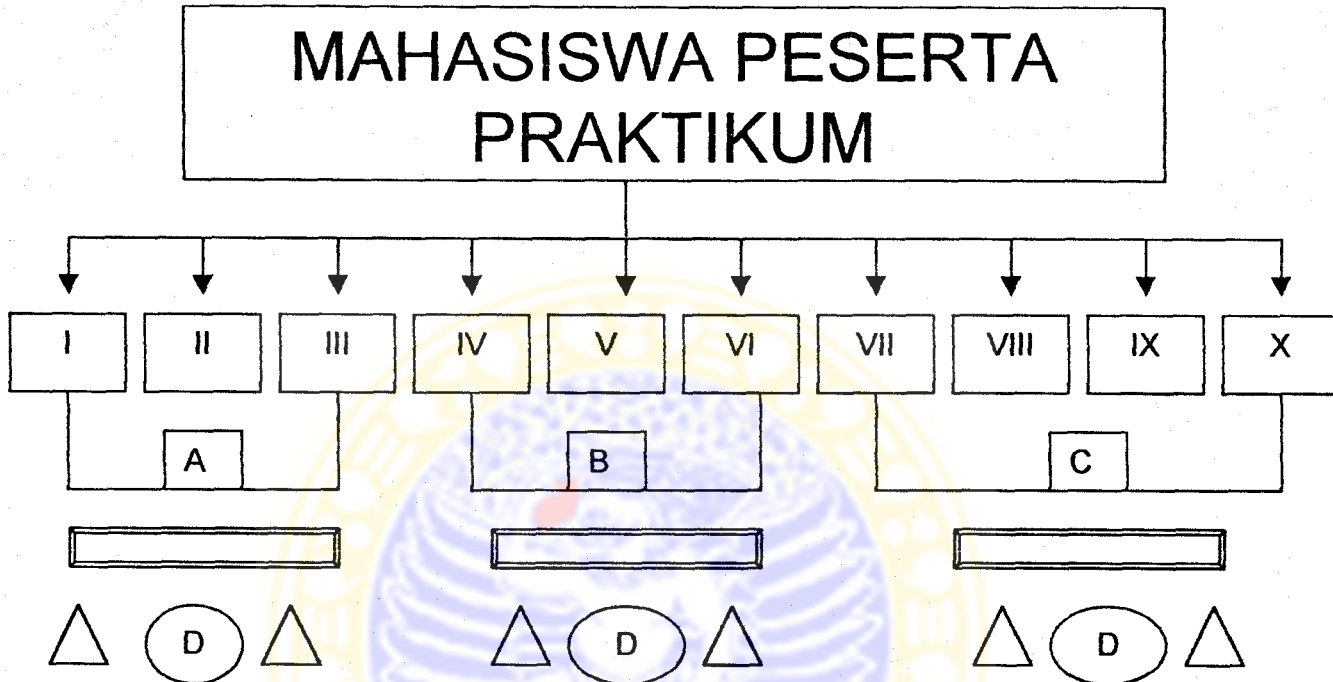 MAHASISWA PESERTA
PRAKTIKUM
I II III IV V VI VII VIII IX X
A B C
D D D